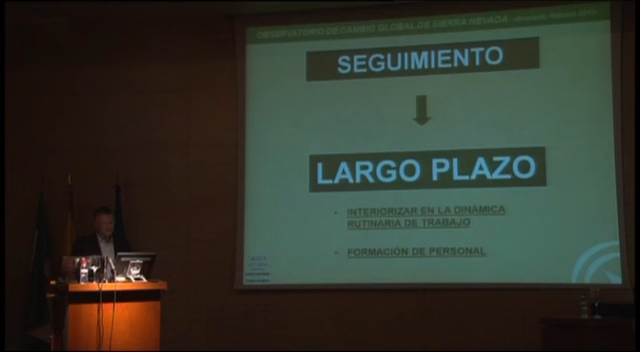 OBSERVATORIO DE CAMBIO GLOBAL DE SIERRA NEVADA
SEGUIMIENTO
LARGO PLAZO
- INTERIORIZAR EN LA DINÁMICA
RUTINARIA DE TRABAJO
- FORMACIÓN DE PERSONAL